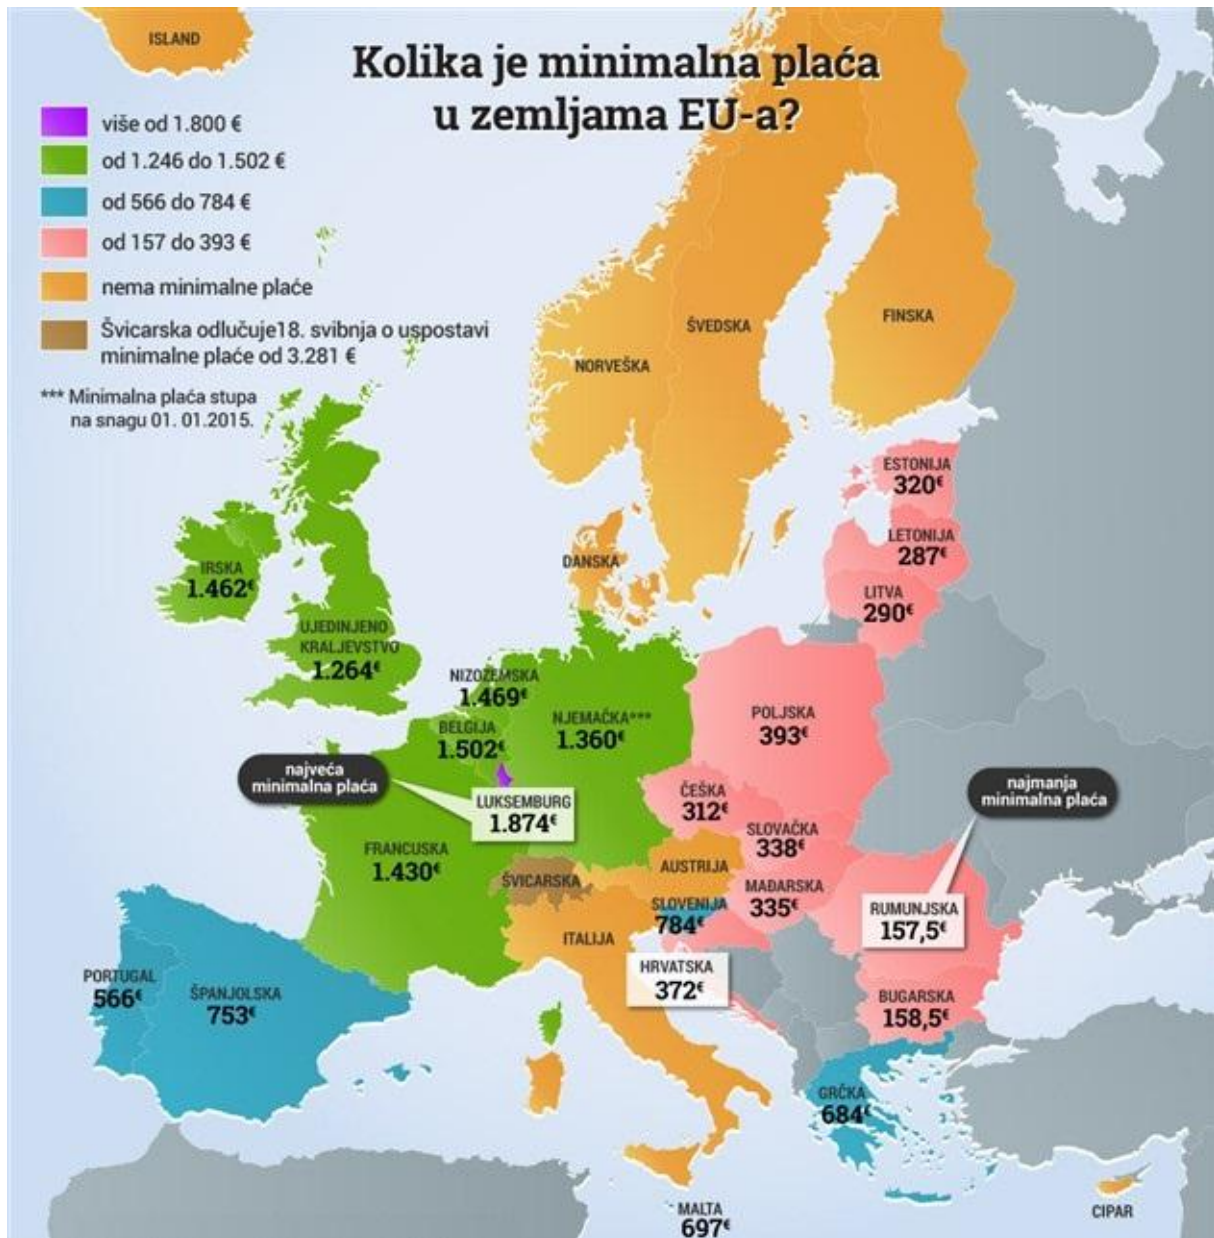 ISLAND
Kolika je minimalna plaća
u zemljama EU-a?
više od 1.800 €
od 1.246 do 1.502 €
od 566 do 784 €
od 157 do 393 €
nema minimalne plaće
Švicarska odlučuje18. svibnja o uspostavi
minimalne plaće od 3.281 €
*** Minimalna plaća stupa
na snagu 01. 01.2015.
FINSKA
ŠVEDSKA
NORVEŠKA
ESTONIJA
320€
LETONIJA
287€
DANSKA
IRSKA
1.462€
LITVA
290€
UJEDINJENO
KRALJEVSTVO
1.264€
NIZOZEMSKA
1.469€
BELGIJA
1.502€
NJEMAČKA***
1.360€
POLJSKA
393€
najveća
minimalna plaća
LUKSEMBURG
1.874€
ČEŠKA
312€
najmanja
minimalna plaća
SLOVAČKA
338€
FRANCUSKA
1.430€
ŠVICARSKA
AUSTRIJA
MAĐARSKA
335€
SLOVENIJA
784€
RUMUNJSKA
157,5€
ITALIJA
HRVATSKA
372€
PORTUGAL
566€
ŠPANJOLSKA
753€
BUGARSKA
158,5€
GRČKA
684€
MALTA
697€
CIPAR